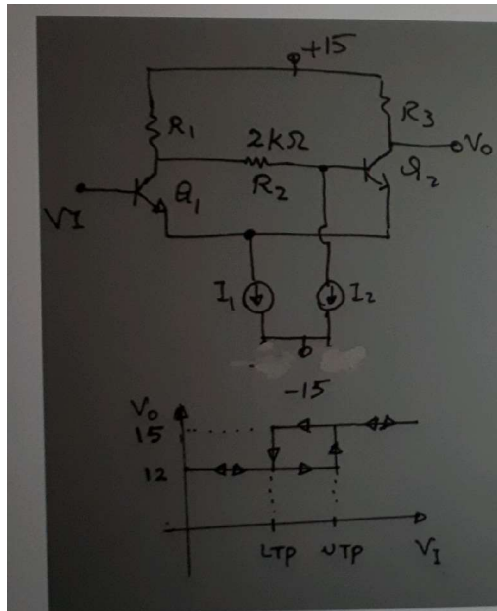 +15
R₁
R₃
2kΩ
Vo
R₂
Q₁
Q₂
VI
I₁
I₂
-15
Vo
15
12
LTP
UTP
VI